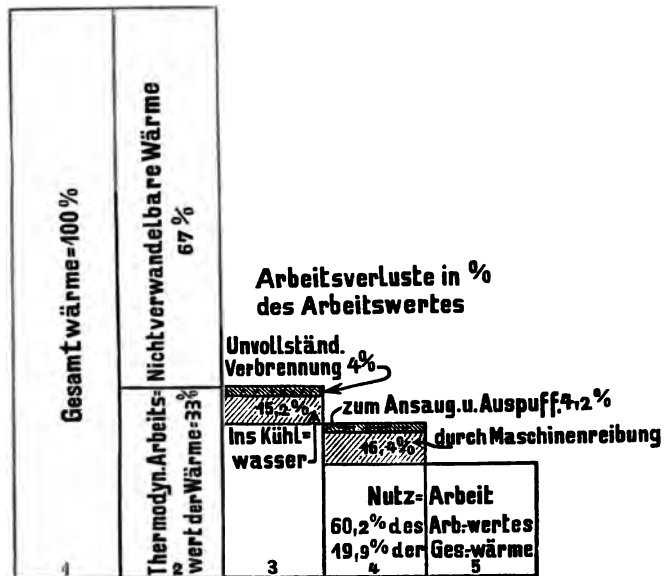 Gesamtwärme=100%
Nichtverwandelbare Wärme
67%
Thermodyn. Arbeits=
wert der Wärme=33%
Arbeitsverluste in %
des Arbeitswertes
Unvollständ.
Verbrennung 4%
15,2%
Ins Kühl=
wasser
zum Ansaug. u. Auspuff. 4,2%
16,4%
durch Maschinenreibung
Nutz=Arbeit
60,2% des Arb.-wertes
19,9% der Ges.-wärme
1 2 3 4 5